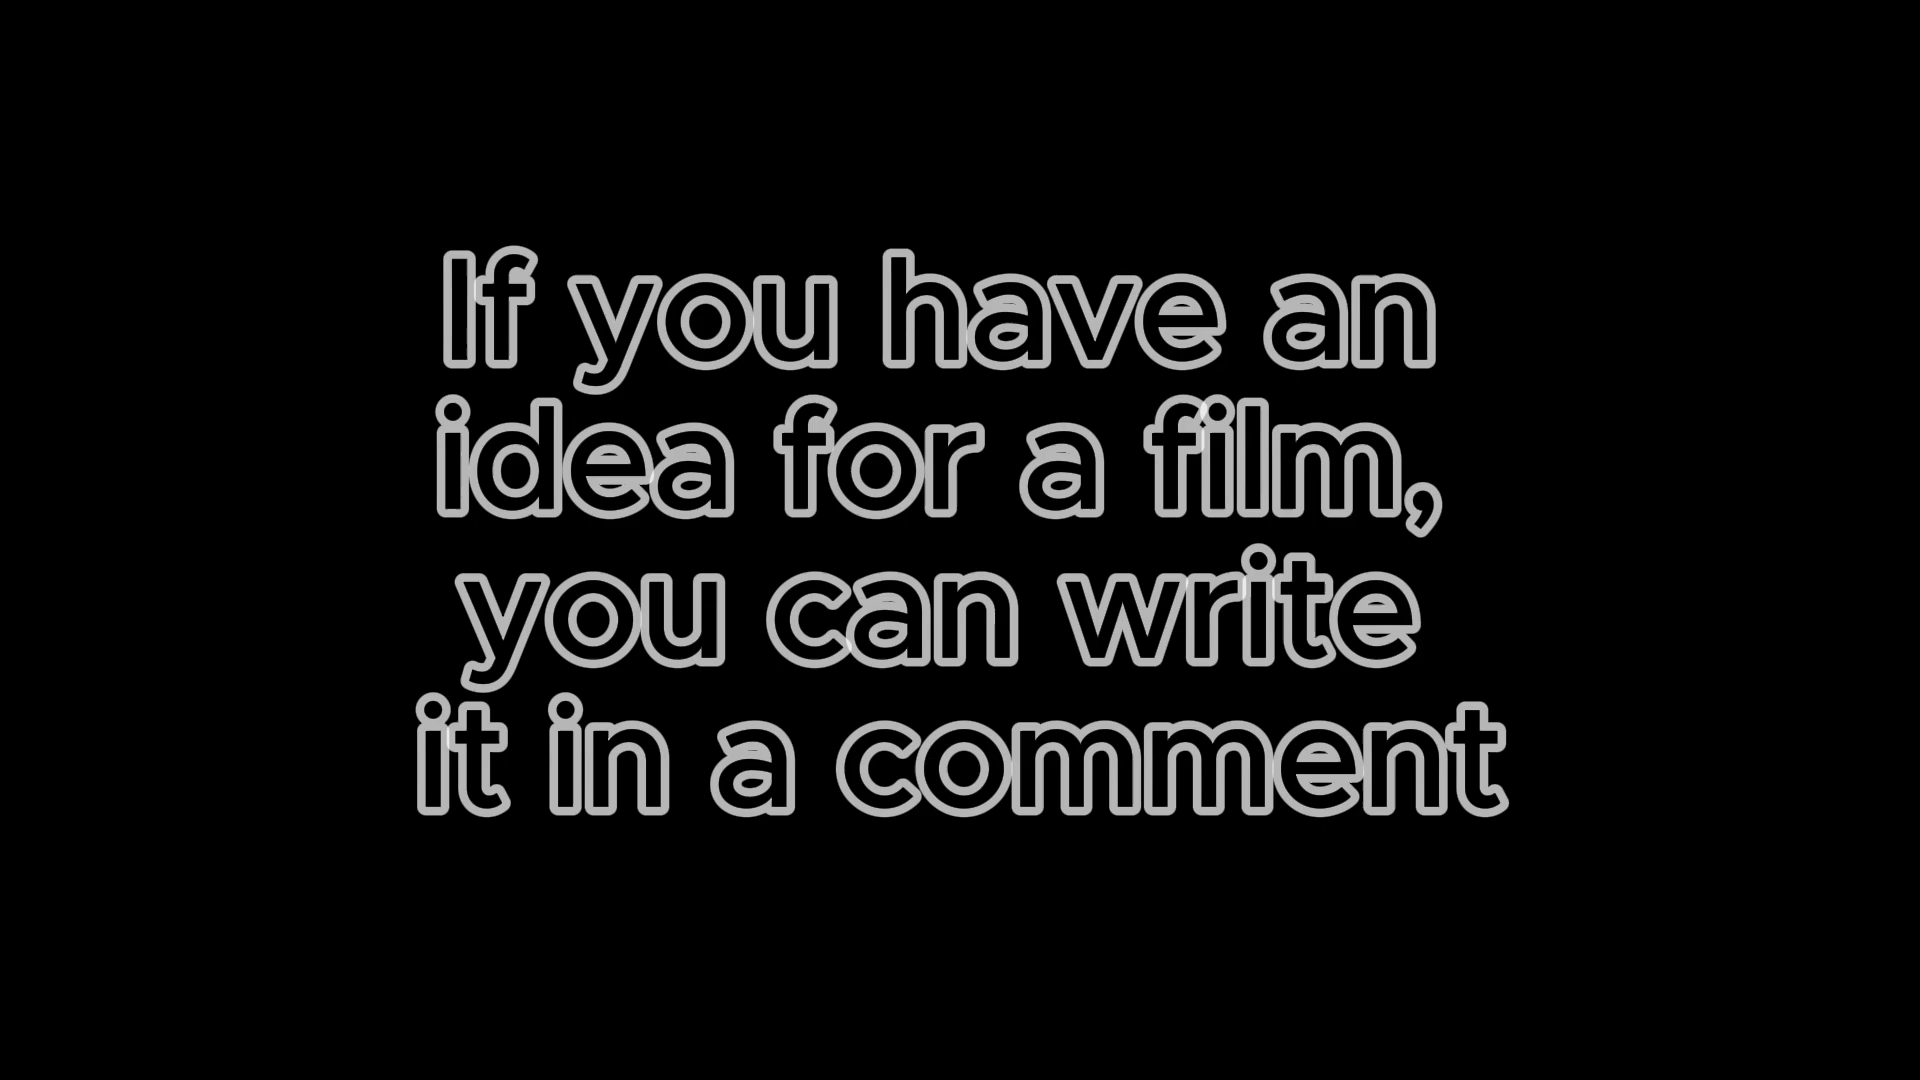 If you have an
idea for a film,
you can write
it in a comment